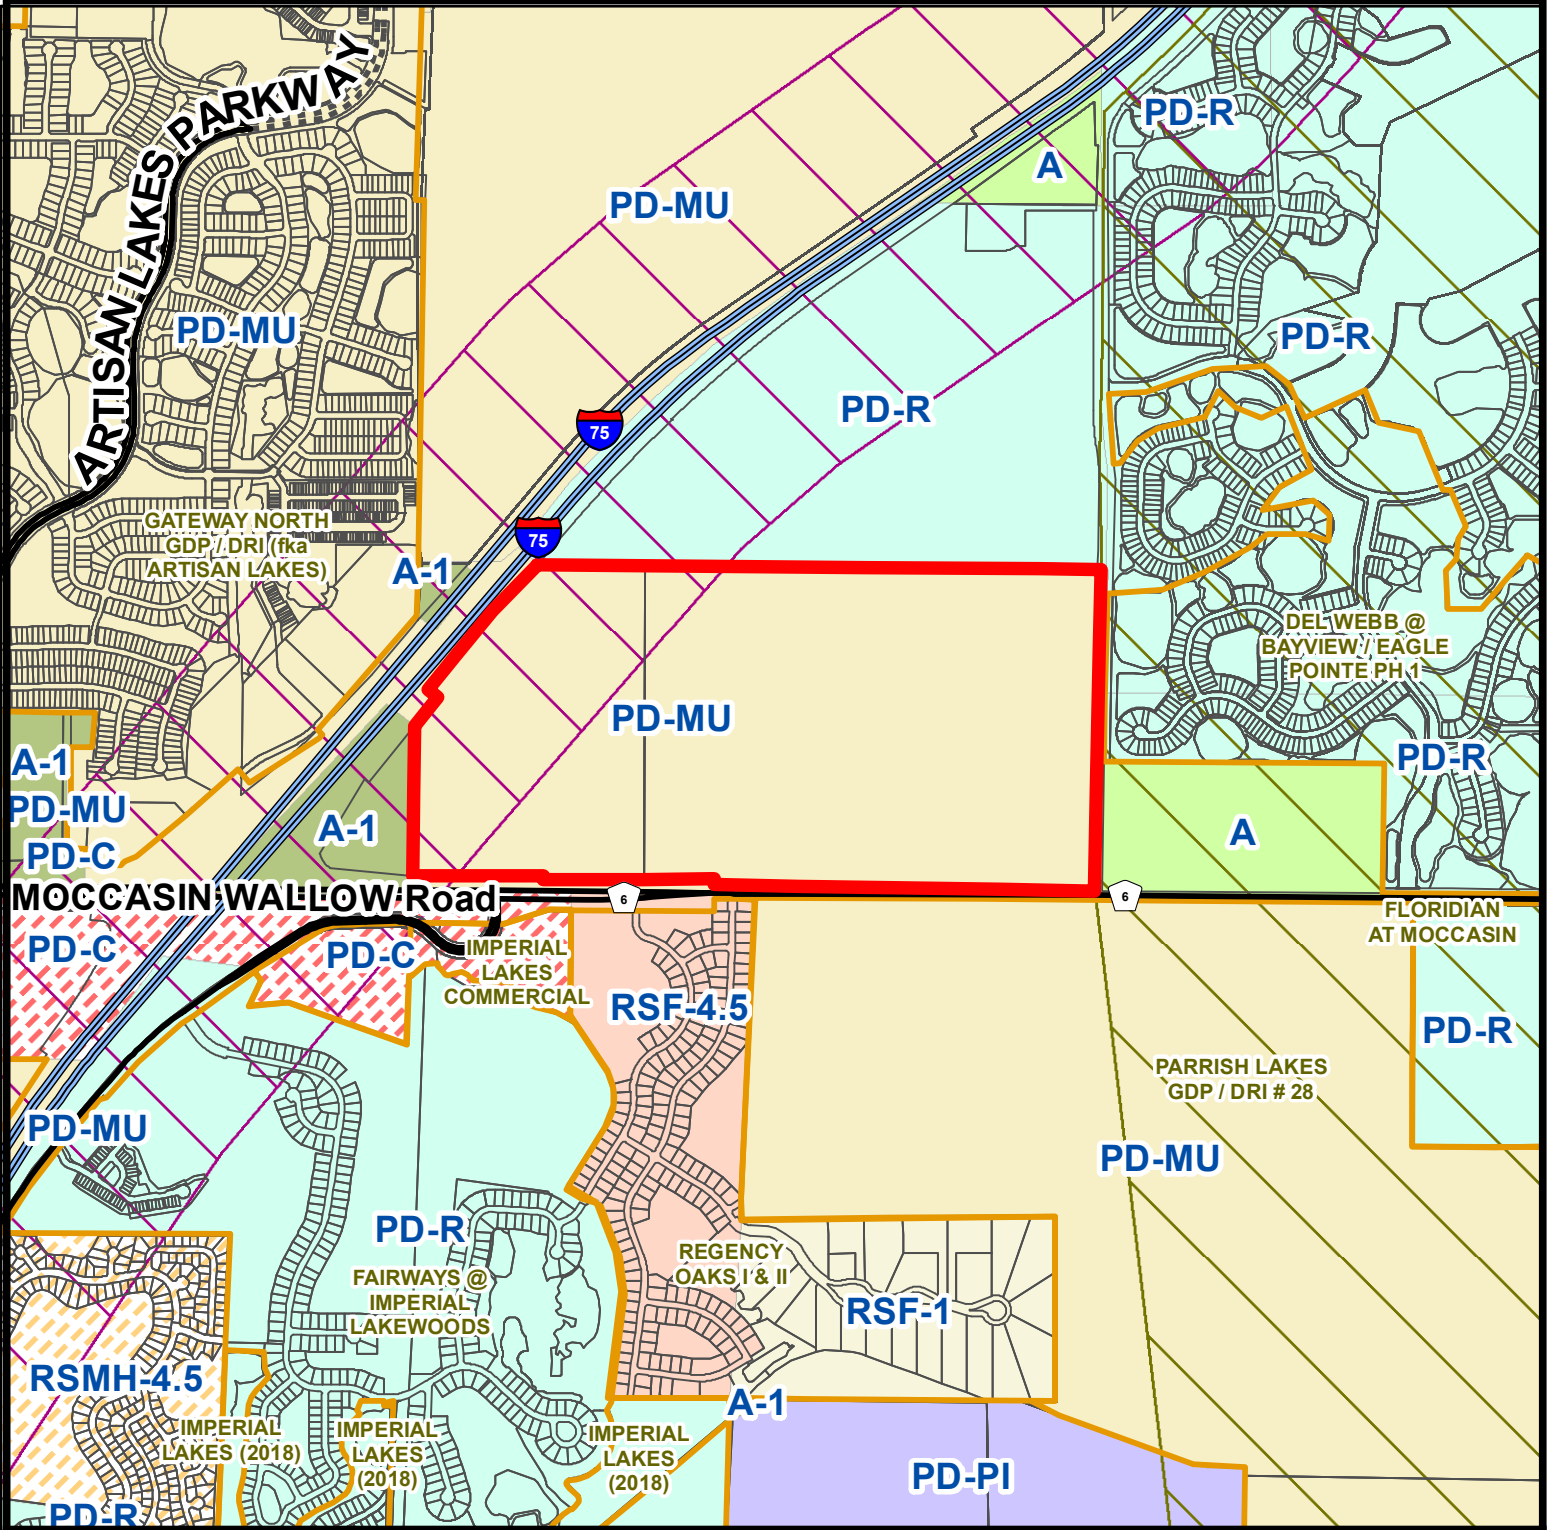 ARTISAN LAKES PARKWAY
PD-R
A
PD-MU
PD-MU
PD-R
PD-R
75
75
GATEWAY NORTH
GDP / DRI (fka
ARTISAN LAKES)
A-1
DEL WEBB @
BAYVIEW / EAGLE
POINTE PH 1
PD-MU
A-1
PD-R
PD-MU
A-1
A
PD-C
MOCCASIN WALLOW Road
6
6
FLORIDIAN
AT MOCCASIN
PD-C
PD-C
IMPERIAL
LAKES
COMMERCIAL
RSF-4.5
PD-R
PARRISH LAKES
GDP / DRI # 28
PD-MU
PD-MU
PD-R
REGENCY
OAKS I & II
FAIRWAYS @
IMPERIAL
LAKEWOODS
RSF-1
RSMH-4.5
A-1
IMPERIAL
LAKES (2018)
IMPERIAL
LAKES
(2018)
IMPERIAL
LAKES
(2018)
PD-PI
PD-R